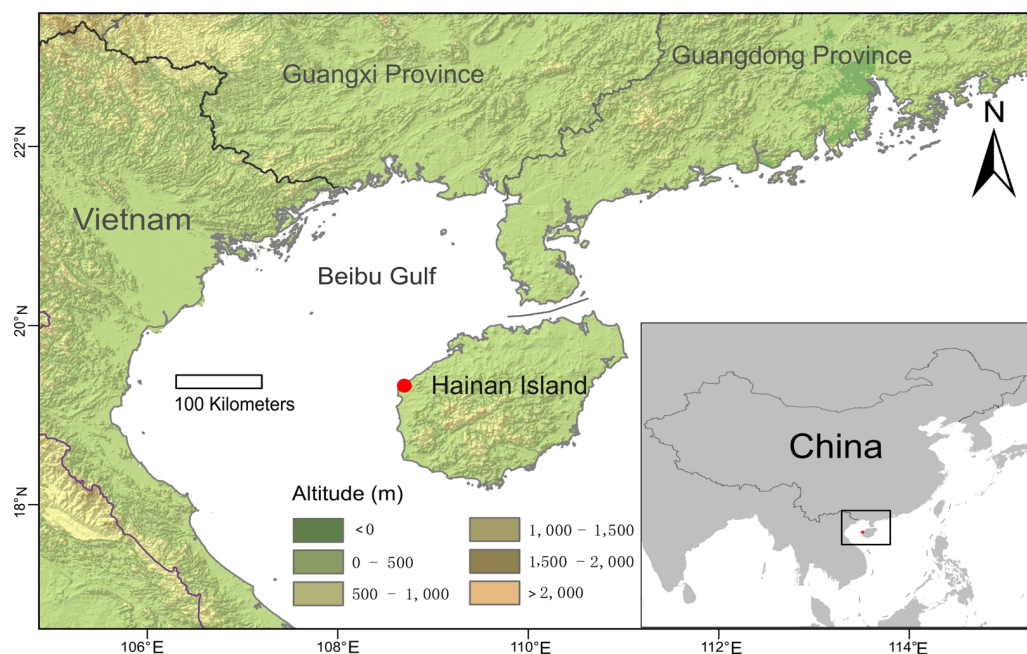 Guangxi Province
Guangdong Province
N
22°N
Vietnam
Beibu Gulf
20°N
100 Kilometers
Hainan Island
China
18°N
Altitude (m)
<0
0 - 500
500 - 1,000
1,000 - 1,500
1,500 - 2,000
>2,000
106°E
108°E
110°E
112°E
114°E